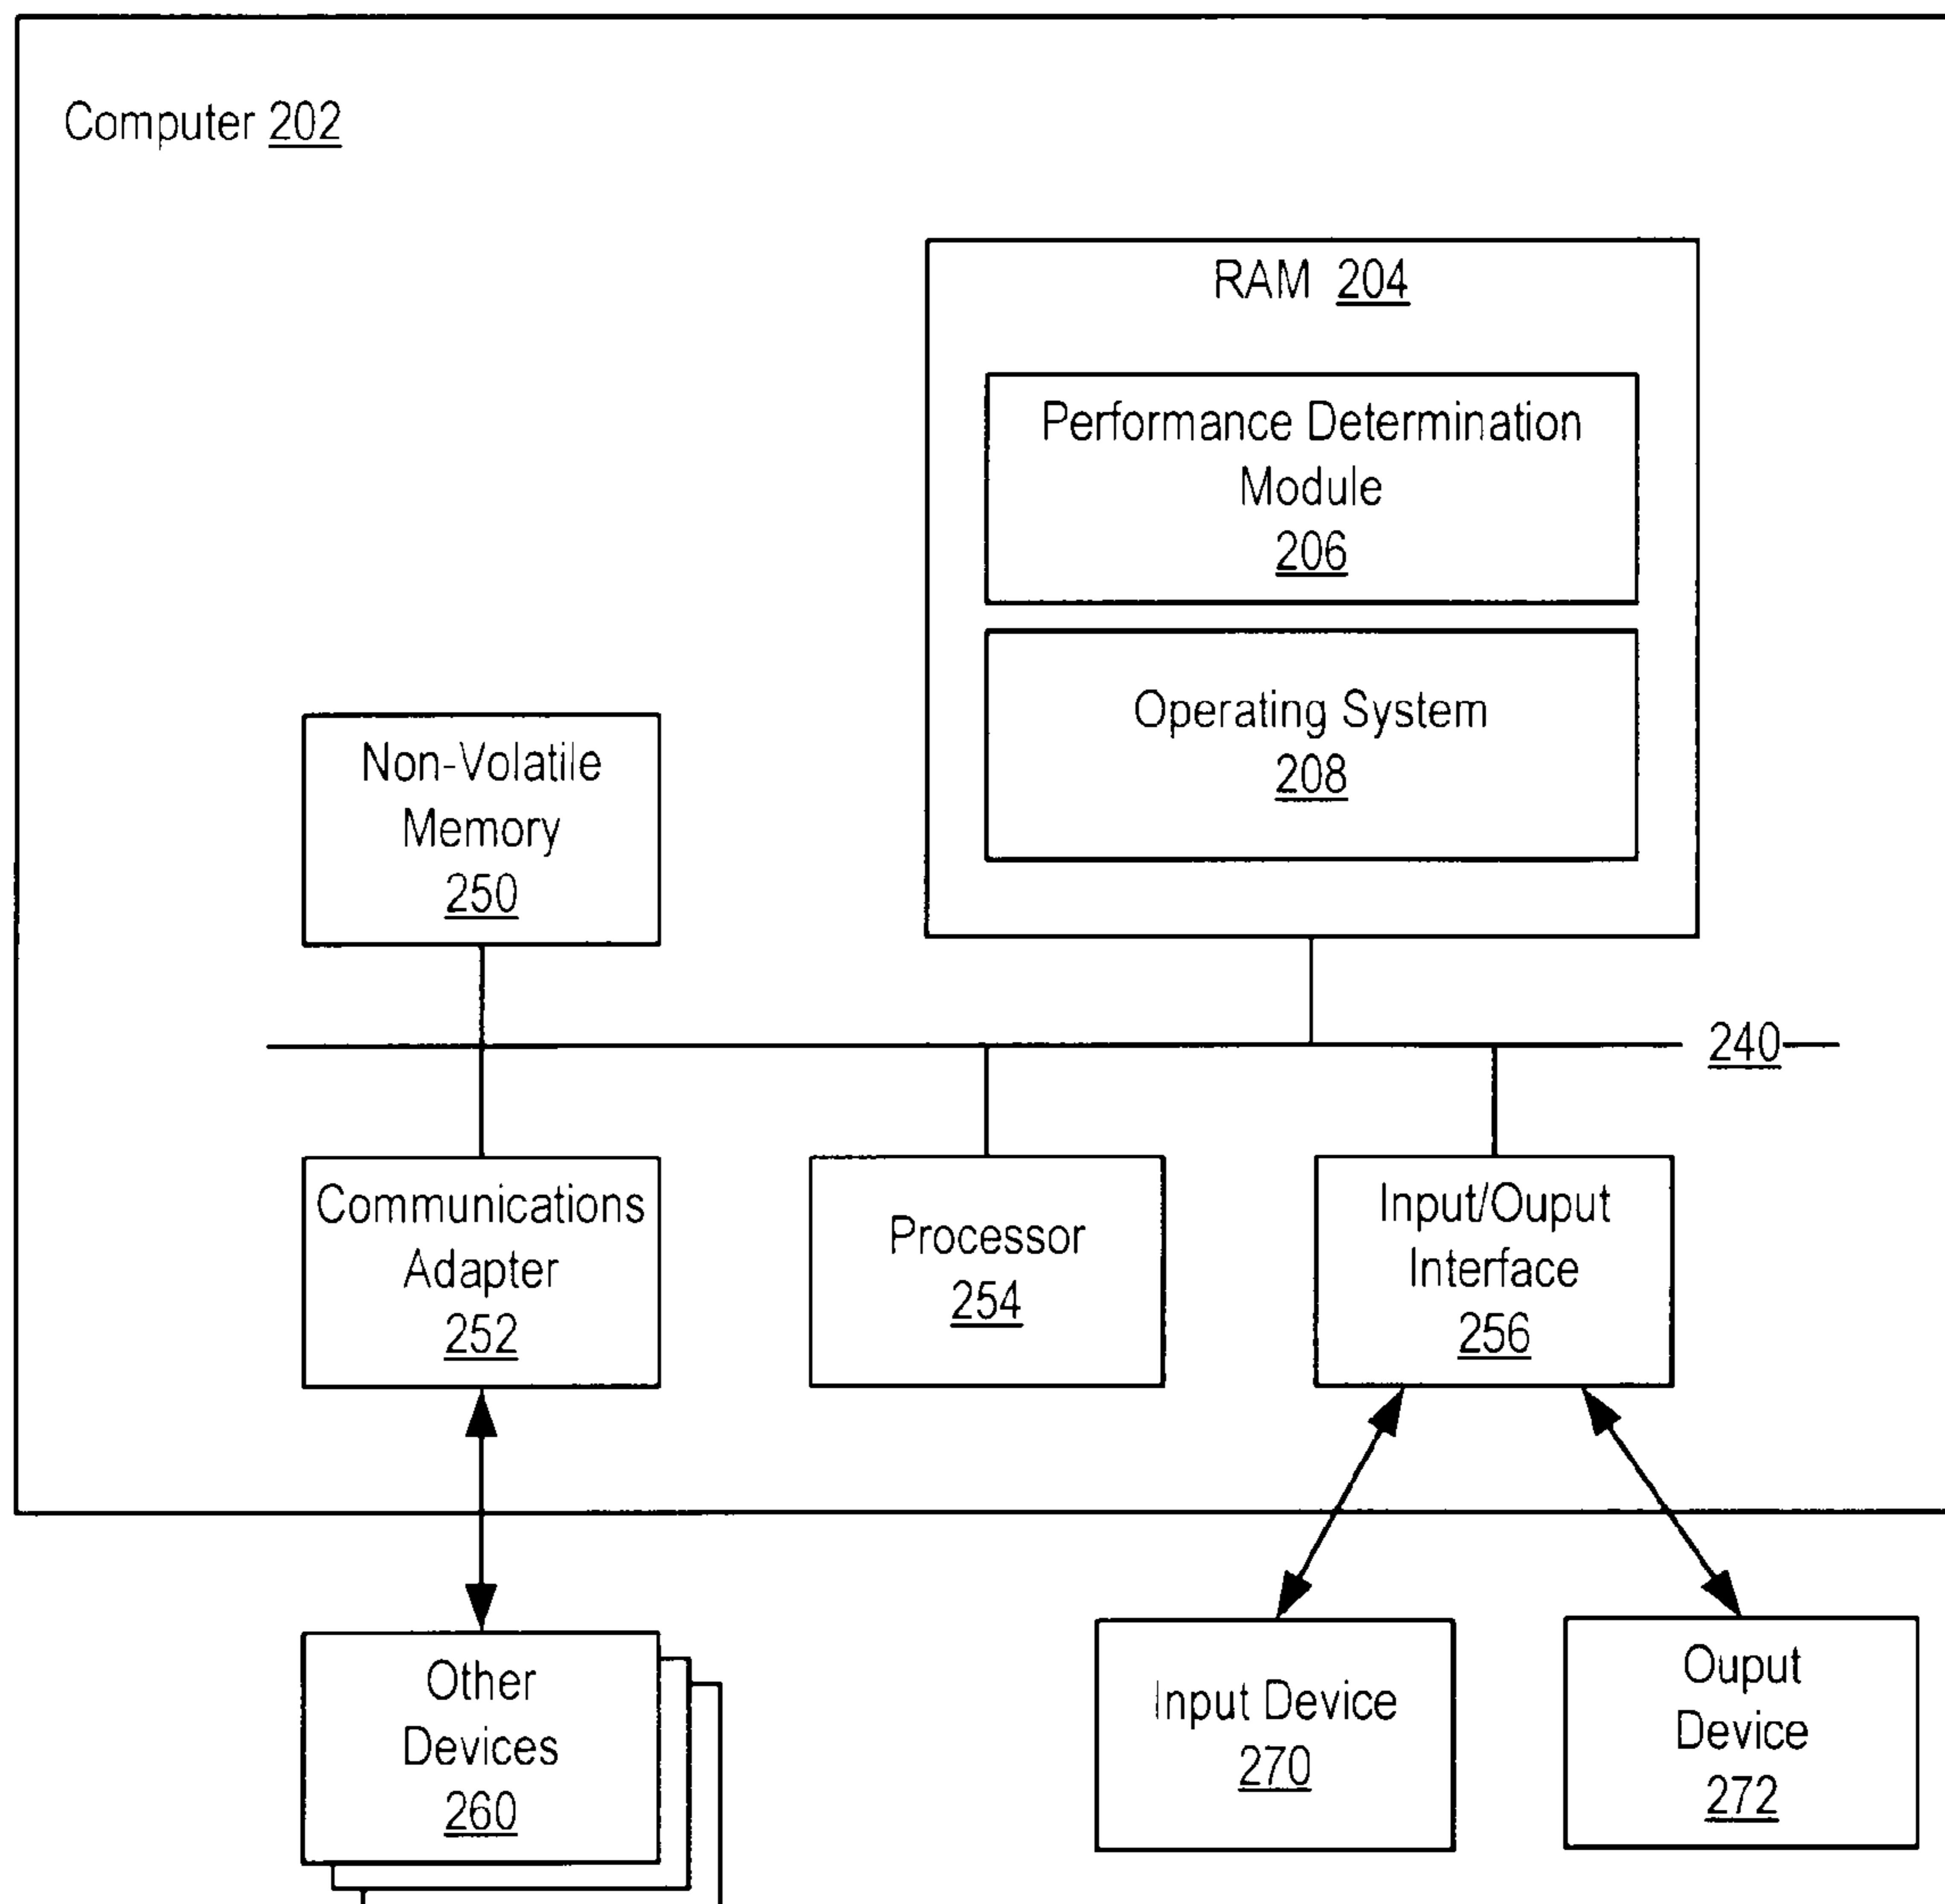 Computer 202
RAM 204
Performance Determination
Module
206
Operating System
208
Non-Volatile
Memory
250
240
Communications
Adapter
252
Processor
254
Input/Ouput
Interface
256
Other
Devices
260
Input Device
270
Ouput
Device
272